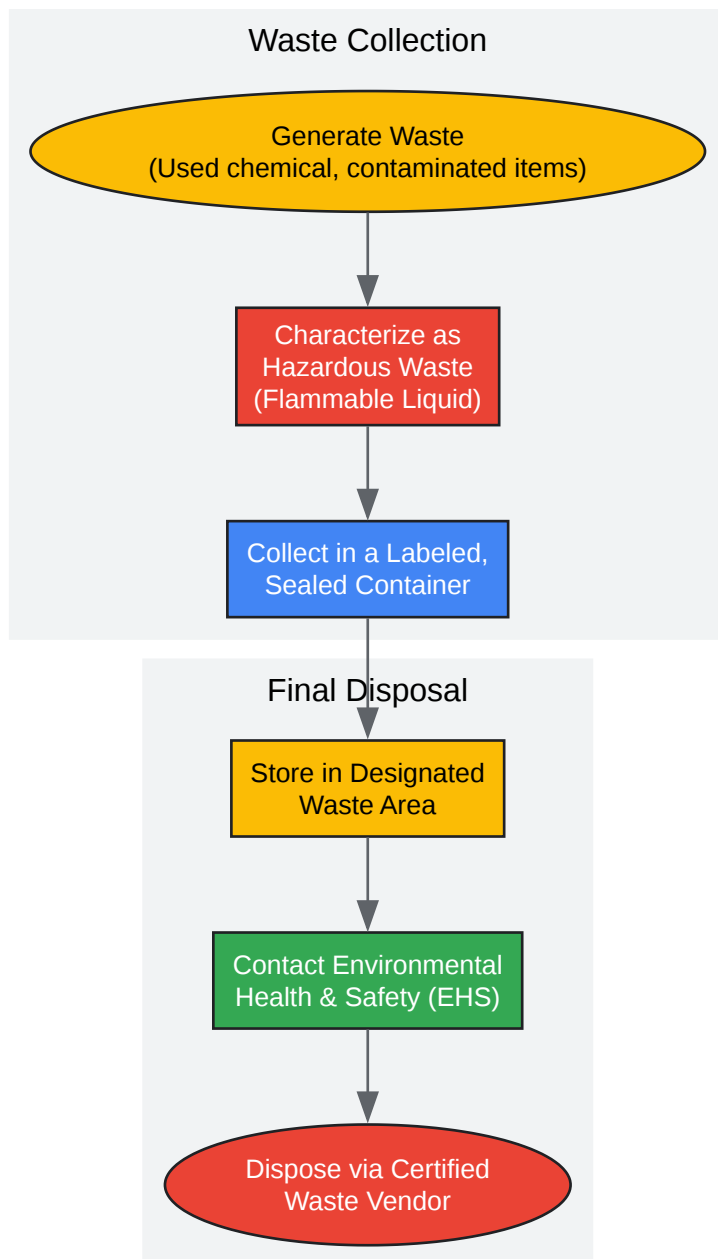 Waste Collection
Generate Waste
(Used chemical, contaminated items)
Characterize as
Hazardous Waste
(Flammable Liquid)
Collect in a Labeled,
Sealed Container
Final Disposal
Store in Designated
Waste Area
Contact Environmental
Health & Safety (EHS)
Dispose via Certified
Waste Vendor